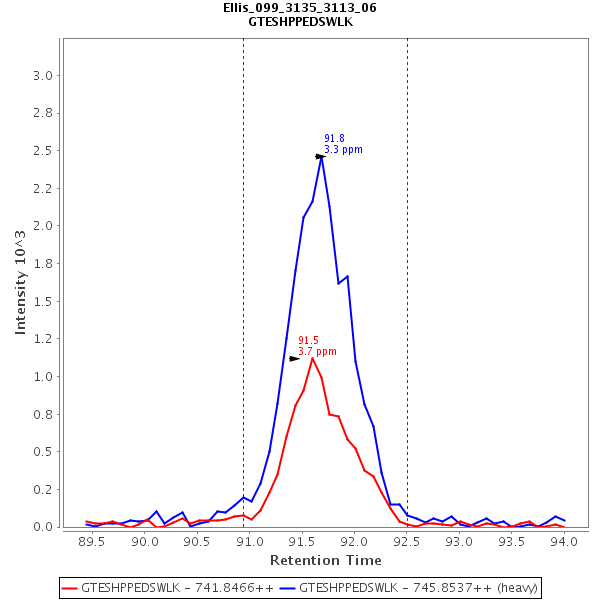 Ellis_099_3135_3113_06
GTESHPPEDSWLK
Intensity 10^3
3.0
2.8
2.5
2.2
2.0
1.8
1.5
1.2
1.0
0.8
0.5
0.2
0.0
91.8
3.3 ppm
91.5
3.7 ppm
89.5 90.0 90.5 91.0 91.5 92.0 92.5 93.0 93.5 94.0
Retention Time
GTESHPPEDSWLK - 741.8466++ GTESHPPEDSWLK - 745.8537++ (heavy)